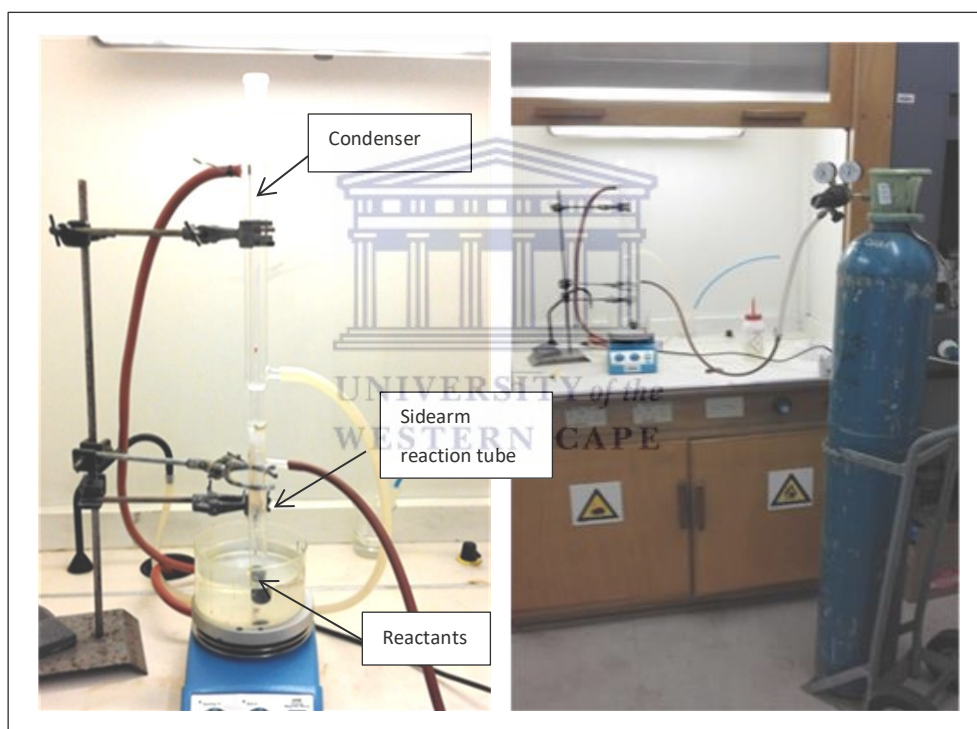 Condenser
UNIVERSITY of the
WESTERN CAPE
Sidearm
reaction tube
Reactants